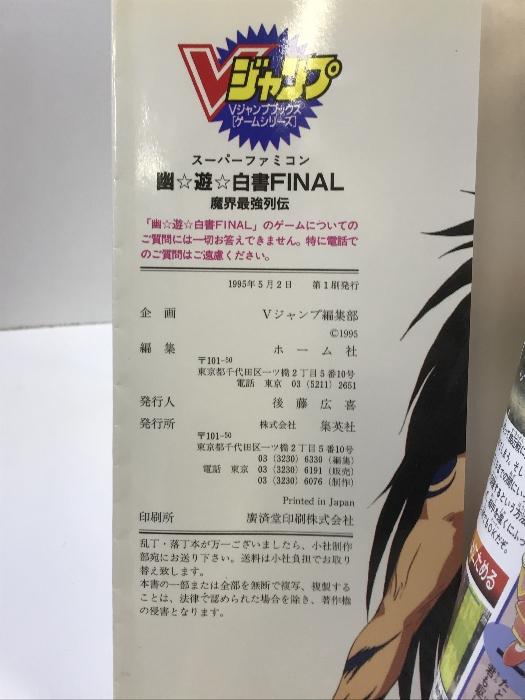 Vジャンプ
Vジャンプブックス
[ゲームシリーズ]
スーパーファミコン
幽☆遊☆白書FINAL
魔界最強列伝
「幽☆遊☆白書FINAL」のゲームについての
ご質問には一切お答えできません。特に電話で
のご質問はご遠慮ください。
1995年5月2日 第1刷発行
企画 Vジャンプ編集部
©1995
編集 ホーム社
〒101-50
東京都千代田区一ツ橋2丁目5番10号
電話 東京 03 (5211) 2651
発行人 後藤広喜
発行所 株式会社 集英社
〒101-50
東京都千代田区一ツ橋2丁目5番10号
03 (3230) 6330 (編集)
電話 東京 03 (3230) 6191 (販売)
03 (3230) 6076 (制作)
Printed in Japan
印刷所 廣済堂印刷株式会社
乱丁・落丁本が万一ございましたら、小社制作
部宛にお送り下さい。送料は小社負担でお取り
替え致します。
本書の一部または全部を無断で複写、複製する
ことは、法律で認められた場合を除き、著作権
の侵害となります。
ためる